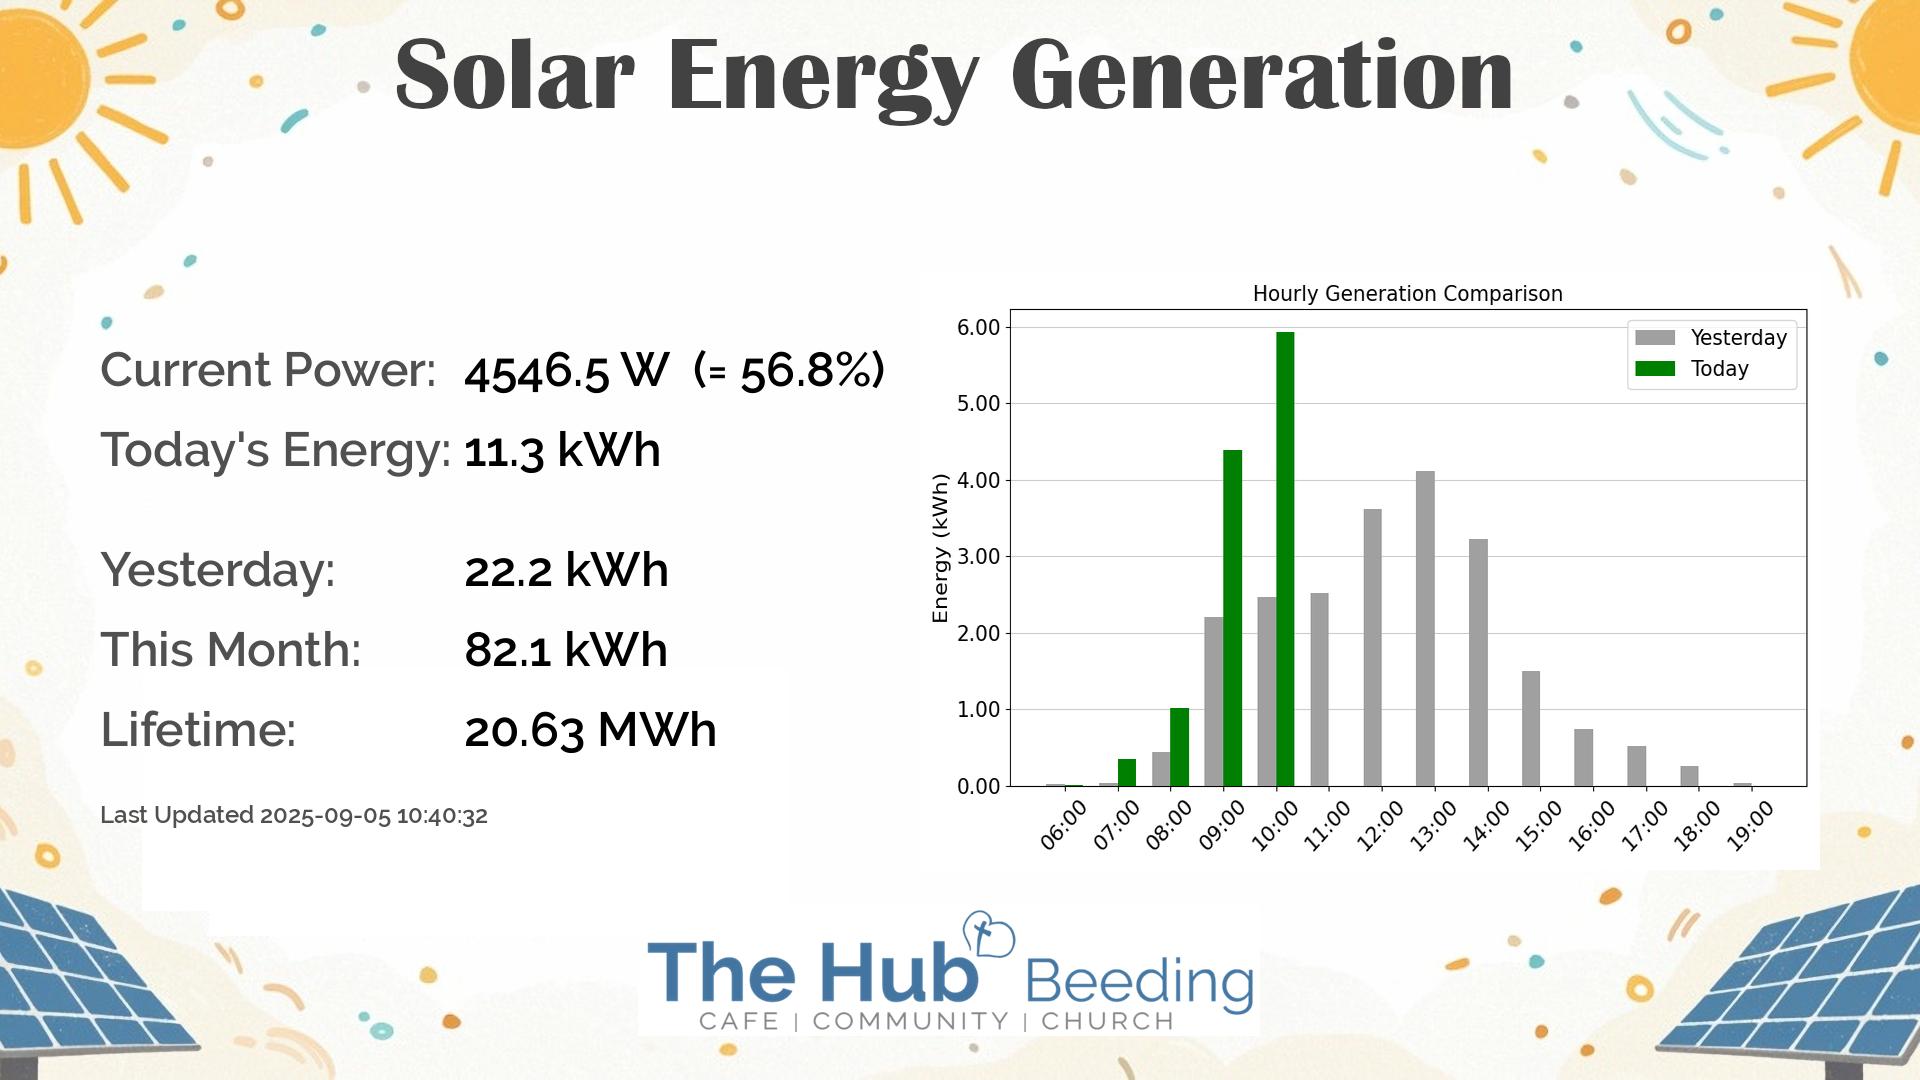 Solar Energy Generation
Current Power: 4546.5 W (= 56.8%)
Today's Energy: 11.3 kWh
Yesterday: 22.2 kWh
This Month: 82.1 kWh
Lifetime: 20.63 MWh
Last Updated 2025-09-05 10:40:32
Hourly Generation Comparison
Yesterday
Today
Energy (kWh)
6.00
5.00
4.00
3.00
2.00
1.00
0.00
06:00 07:00 08:00 09:00 10:00 11:00 12:00 13:00 14:00 15:00 16:00 17:00 18:00 19:00
The Hub Beeding
CAFE | COMMUNITY | CHURCH